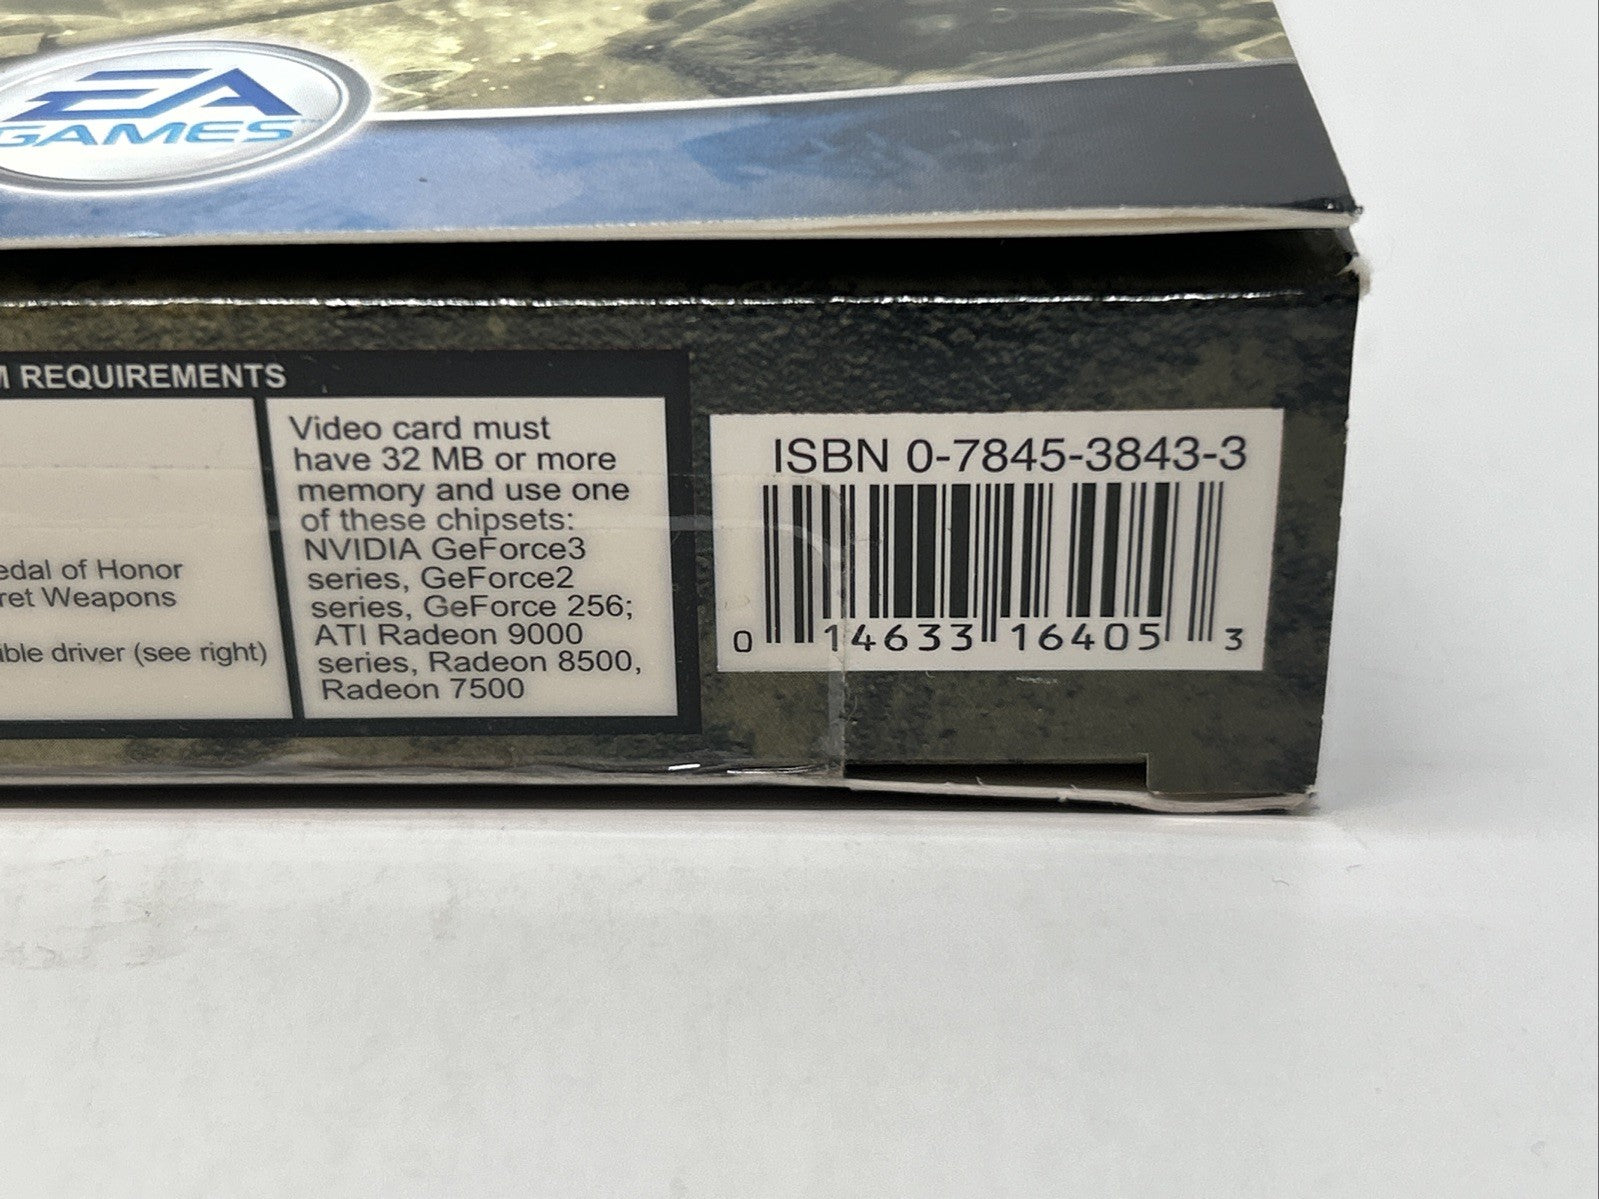 EA
GAMES
REQUIREMENTS
edal of Honor
ret Weapons
ible driver (see right)
Video card must
have 32 MB or more
memory and use one
of these chipsets:
NVIDIA GeForce3
series, GeForce2
series, GeForce 256;
ATI Radeon 9000
series, Radeon 8500,
Radeon 7500
ISBN 0-7845-3843-3
0 14633 16405 3